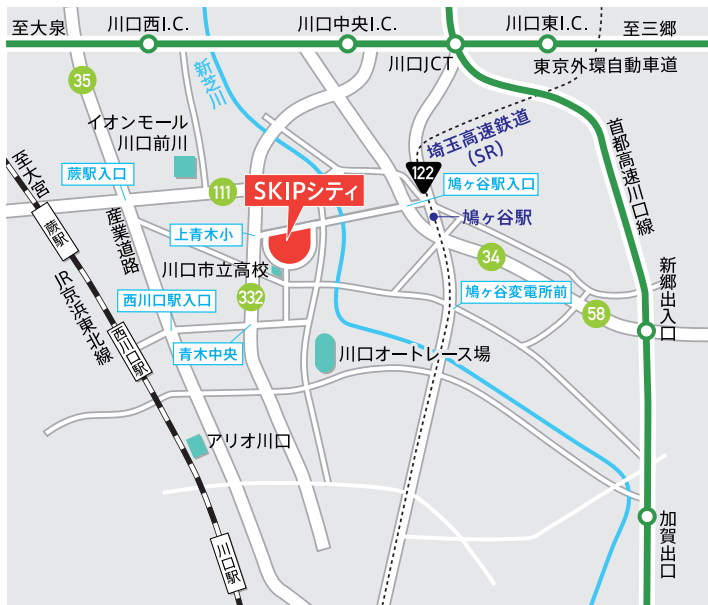 至大泉
川口西I.C.
川口中央I.C.
川口東I.C.
至三郷
川口JCT
東京外環自動車道
35
新芝川
イオンモール
川口前川
埼玉高速鉄道
(SR)
首都高速川口線
至大宮
蕨駅入口
122
鳩ヶ谷駅入口
111
SKIPシティ
蕨駅
産業道路
上青木小
鳩ヶ谷駅
34
川口市立高校
JR京浜東北線
西川口駅入口
332
鳩ヶ谷変電所前
58
新郷出入口
西川口駅
青木中央
川口オートレース場
アリオ川口
川口駅
加賀出口